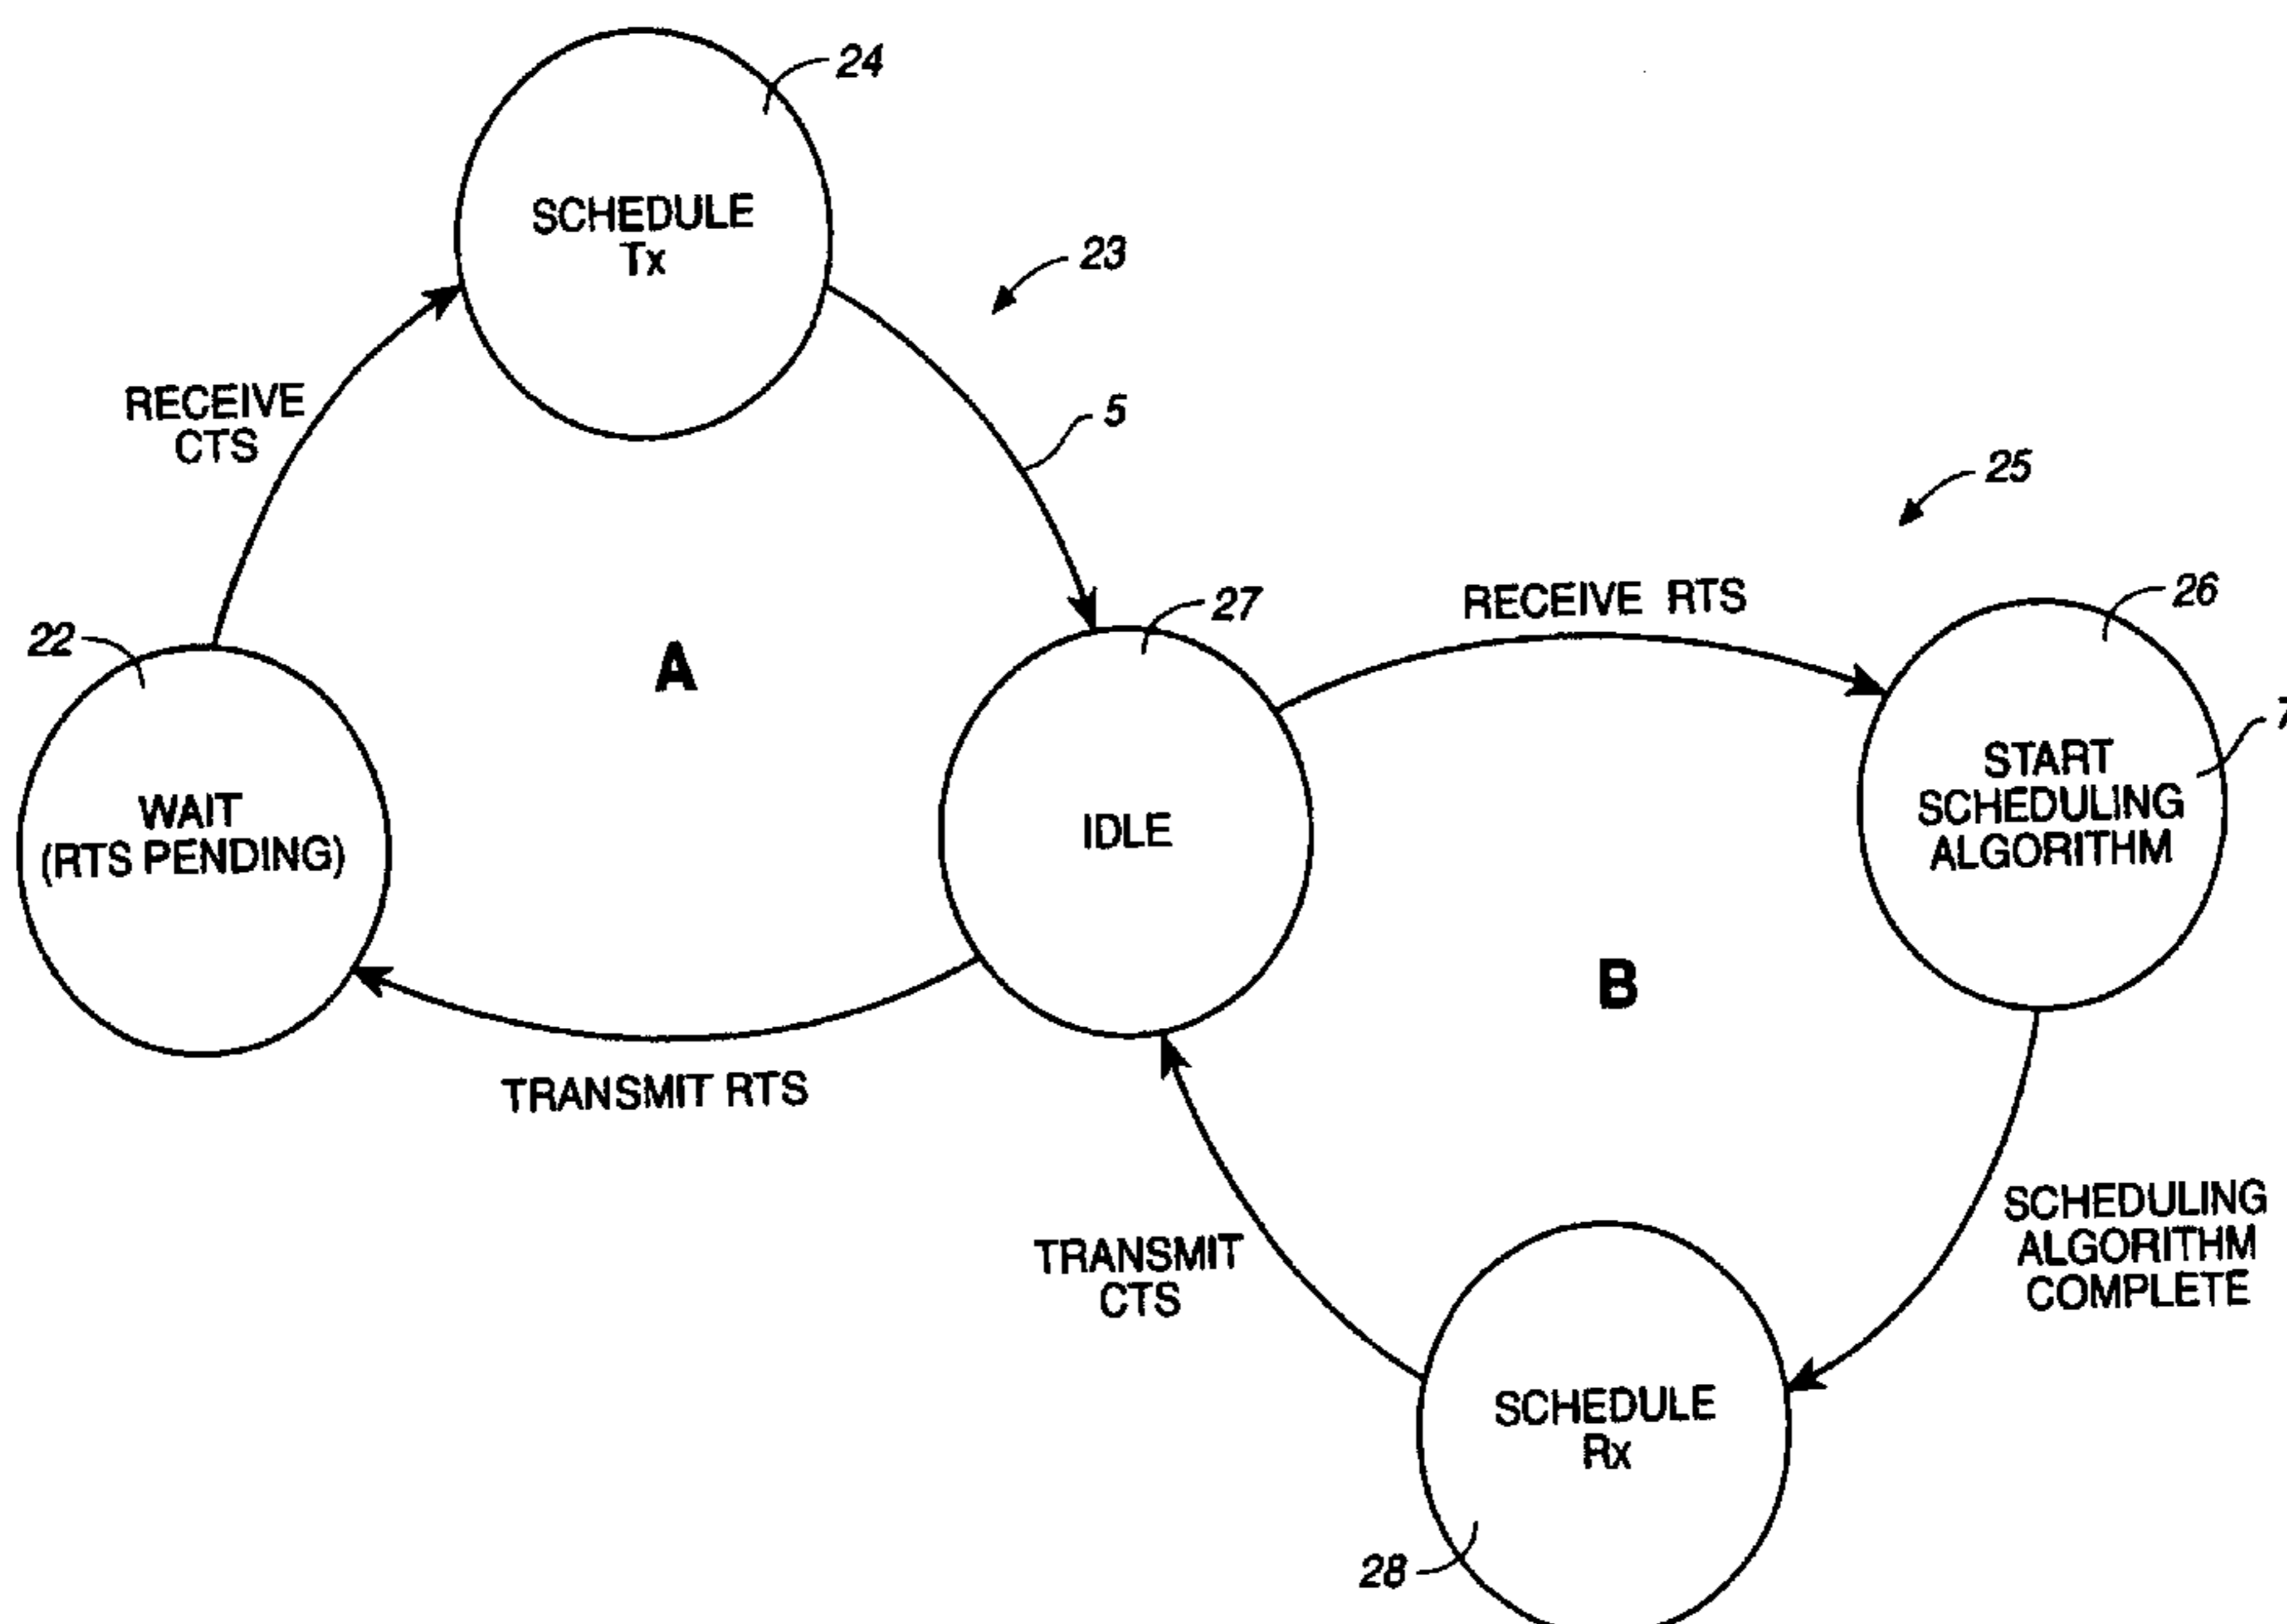 24
SCHEDULE
Tx
23
RECEIVE
CTS
5
25
22
A
27
RECEIVE RTS
26
7
WAIT
(RTS PENDING)
IDLE
START
SCHEDULING
ALGORITHM
B
TRANSMIT RTS
TRANSMIT
CTS
SCHEDULING
ALGORITHM
COMPLETE
SCHEDULE
Rx
28